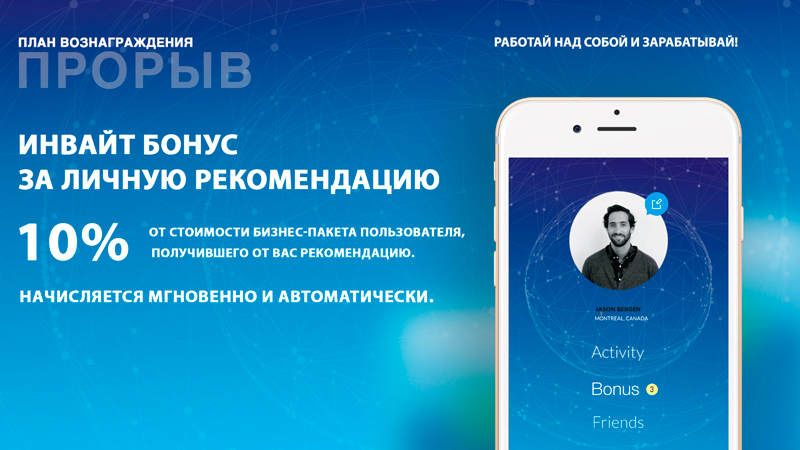 ПЛАН ВОЗНАГРАЖДЕНИЯ
ПРОРЫВ
РАБОТАЙ НАД СОБОЙ И ЗАРАБАТЫВАЙ!
ИНВАЙТ БОНУС
ЗА ЛИЧНУЮ РЕКОМЕНДАЦИЮ
10%
ОТ СТОИМОСТИ БИЗНЕС-ПАКЕТА ПОЛЬЗОВАТЕЛЯ,
ПОЛУЧИВШЕГО ОТ ВАС РЕКОМЕНДАЦИЮ.
НАЧИСЛЯЕТСЯ МГНОВЕННО И АВТОМАТИЧЕСКИ.
JASON BERGEN
MONTREAL, CANADA
Activity
Bonus 3
Friends